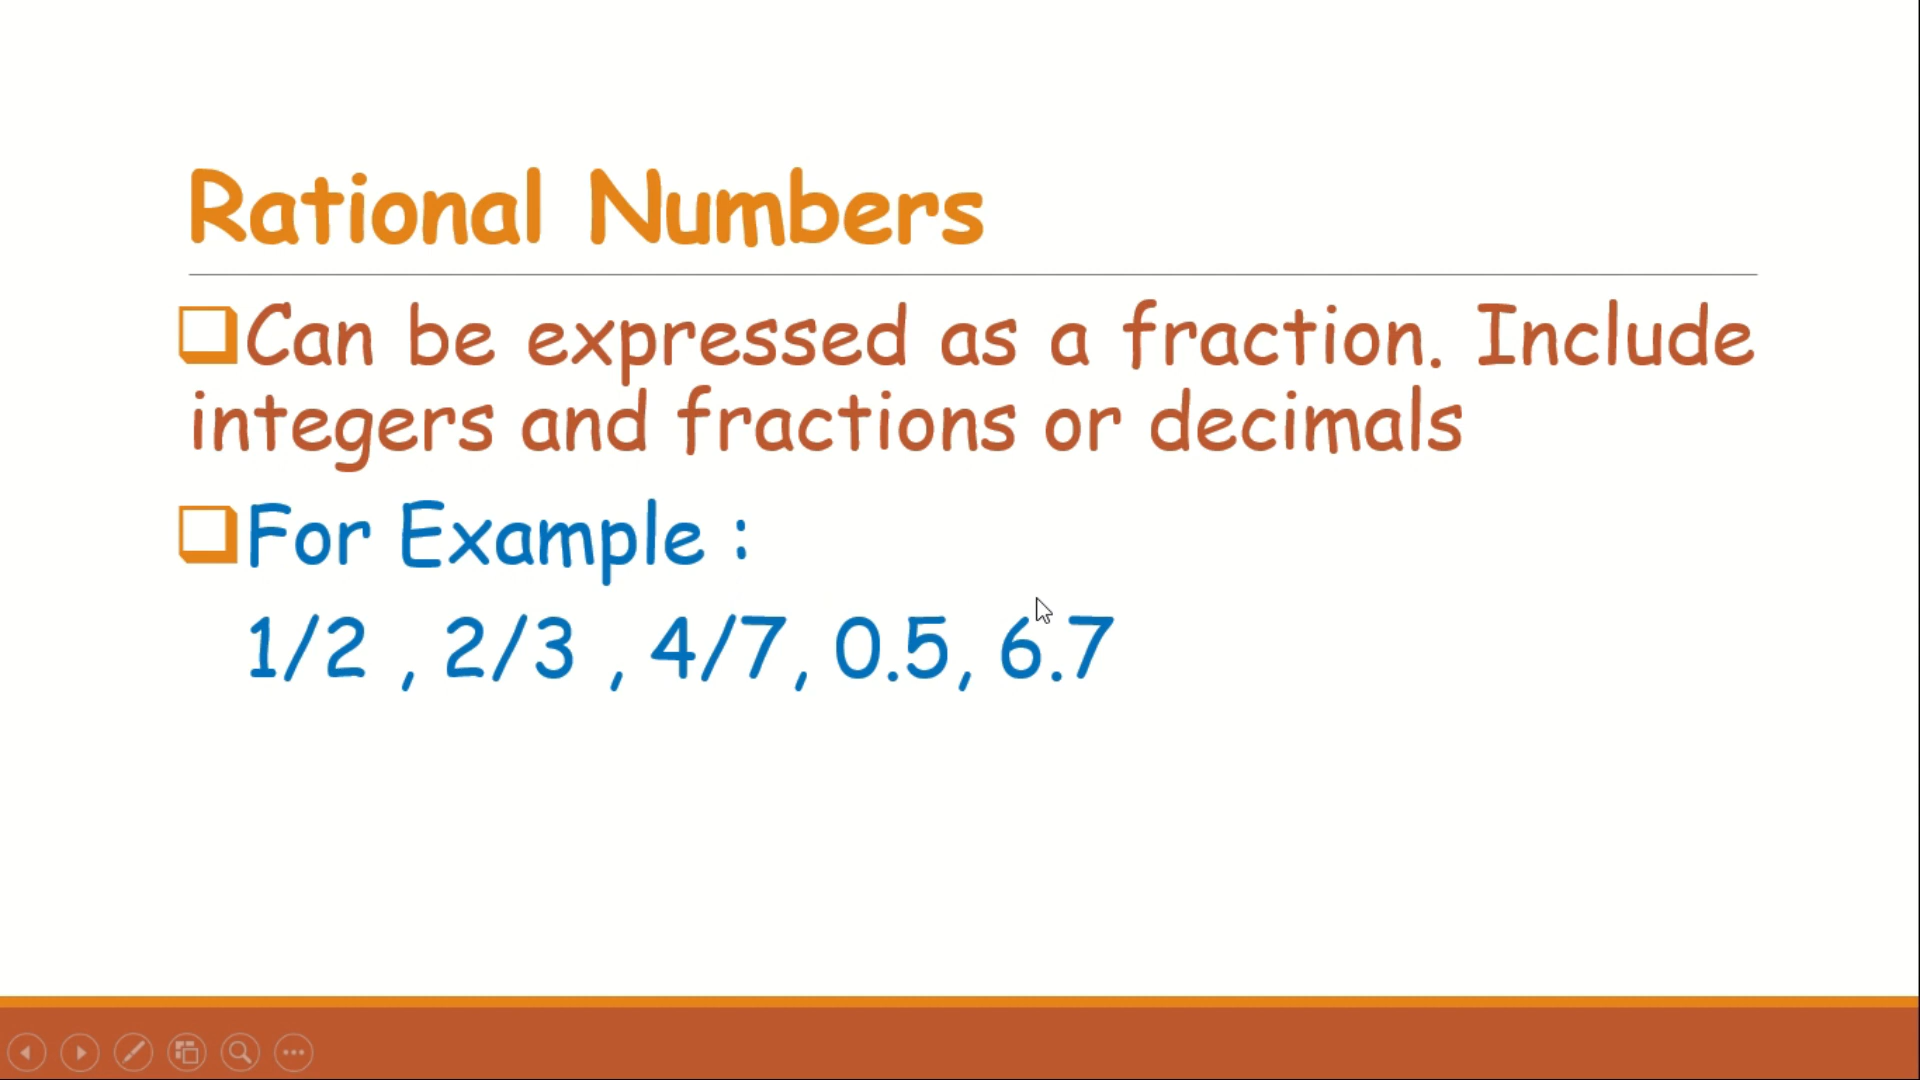 Rational Numbers
Can be expressed as a fraction. Include
integers and fractions or decimals
For Example :
1/2 , 2/3 , 4/7, 0.5, 6.7